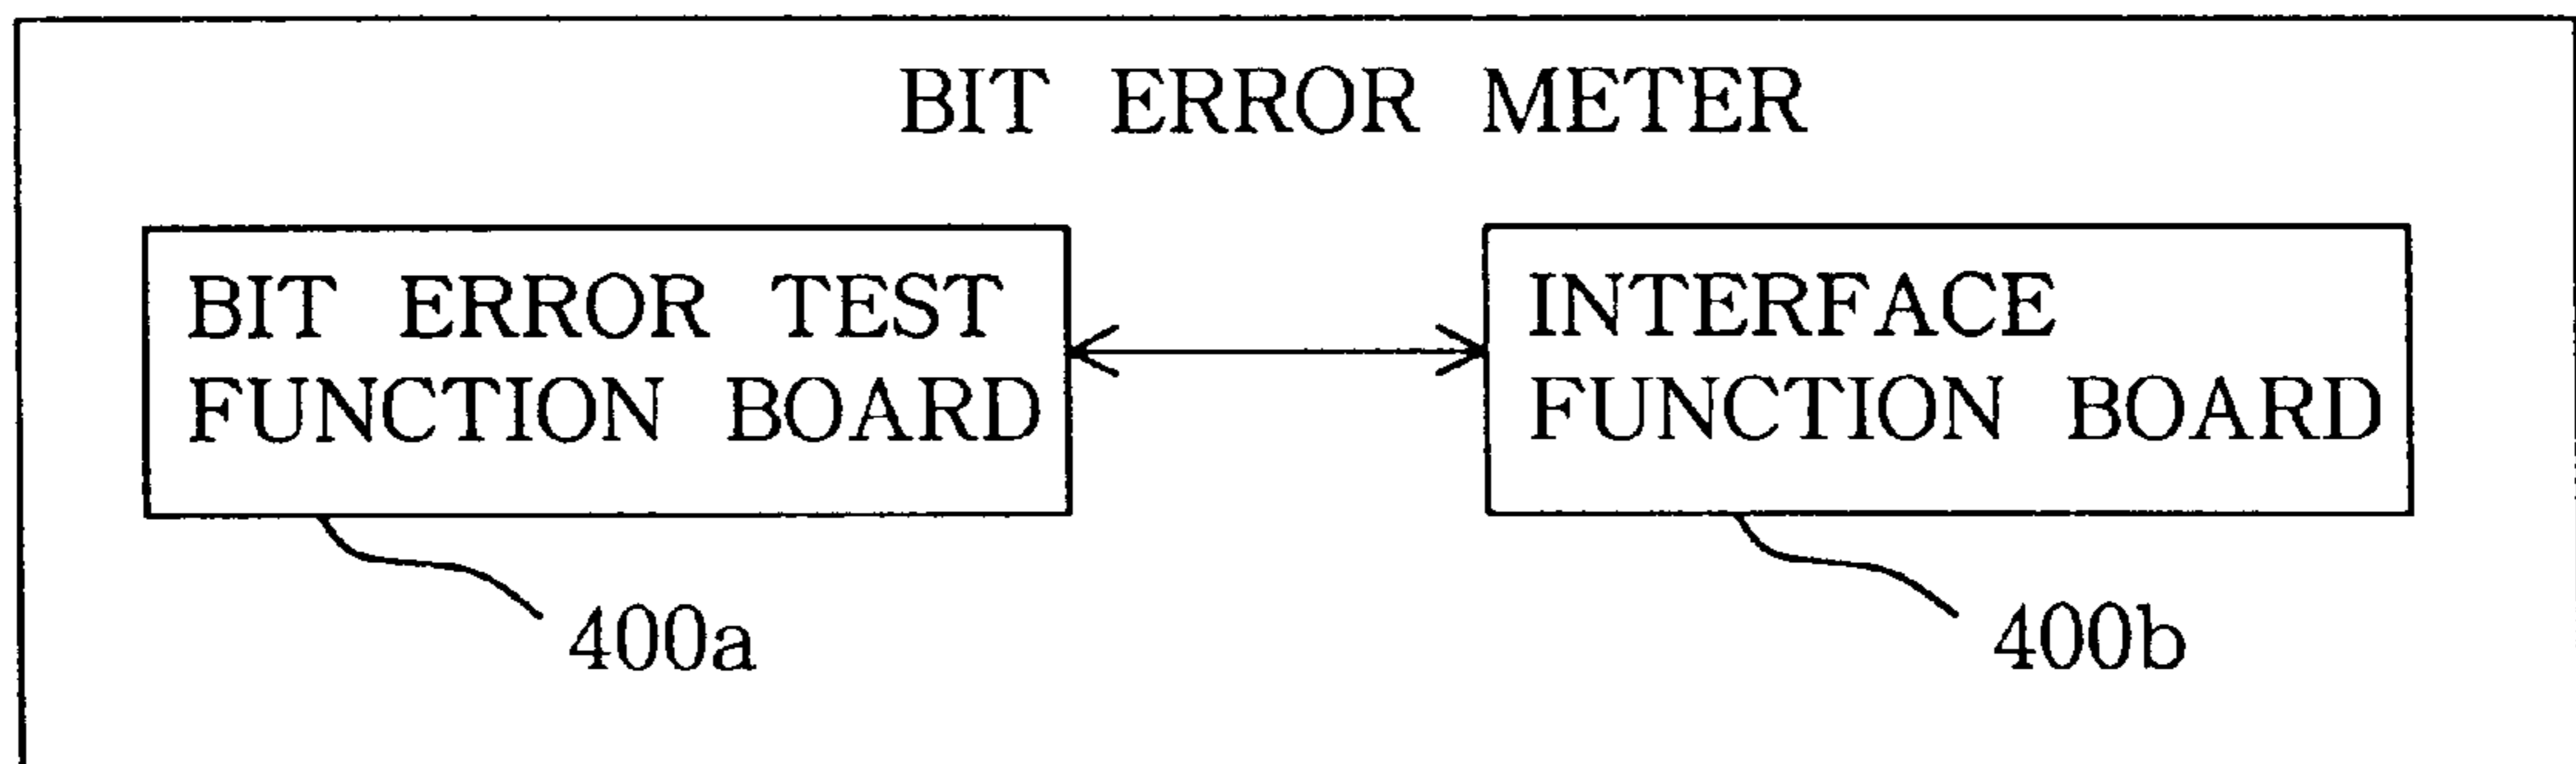 BIT ERROR METER
BIT ERROR TEST
FUNCTION BOARD
INTERFACE
FUNCTION BOARD
400a
400b